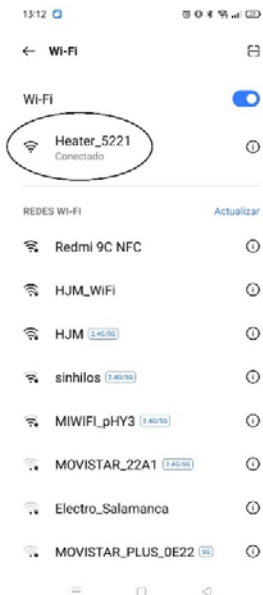 13:12
← Wi-Fi
Wi-Fi
Heater_5221
Conectado
REDES WI-FI Actualizar
Redmi 9C NFC
HJM_WiFi
HJM 2.4G/5G
sinhilos 2.4G/5G
MIWIFI_pHY3 2.4G/5G
MOVISTAR_22A1 2.4G/5G
Electro_Salamanca
MOVISTAR_PLUS_0E22 5G